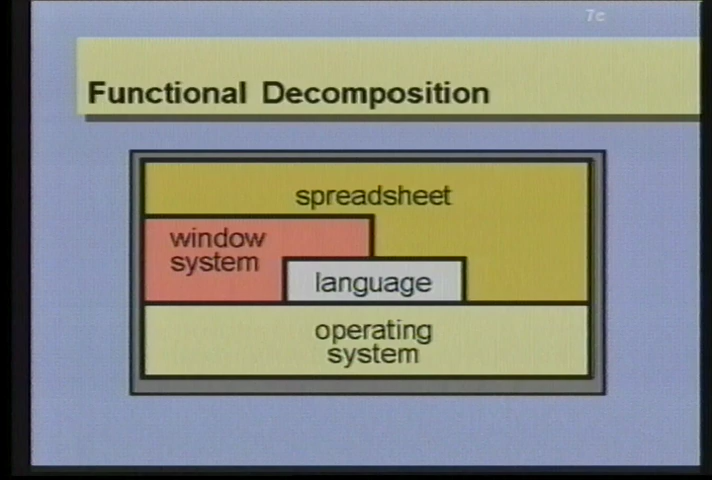 7c
Functional Decomposition
spreadsheet
window
system
language
operating
system